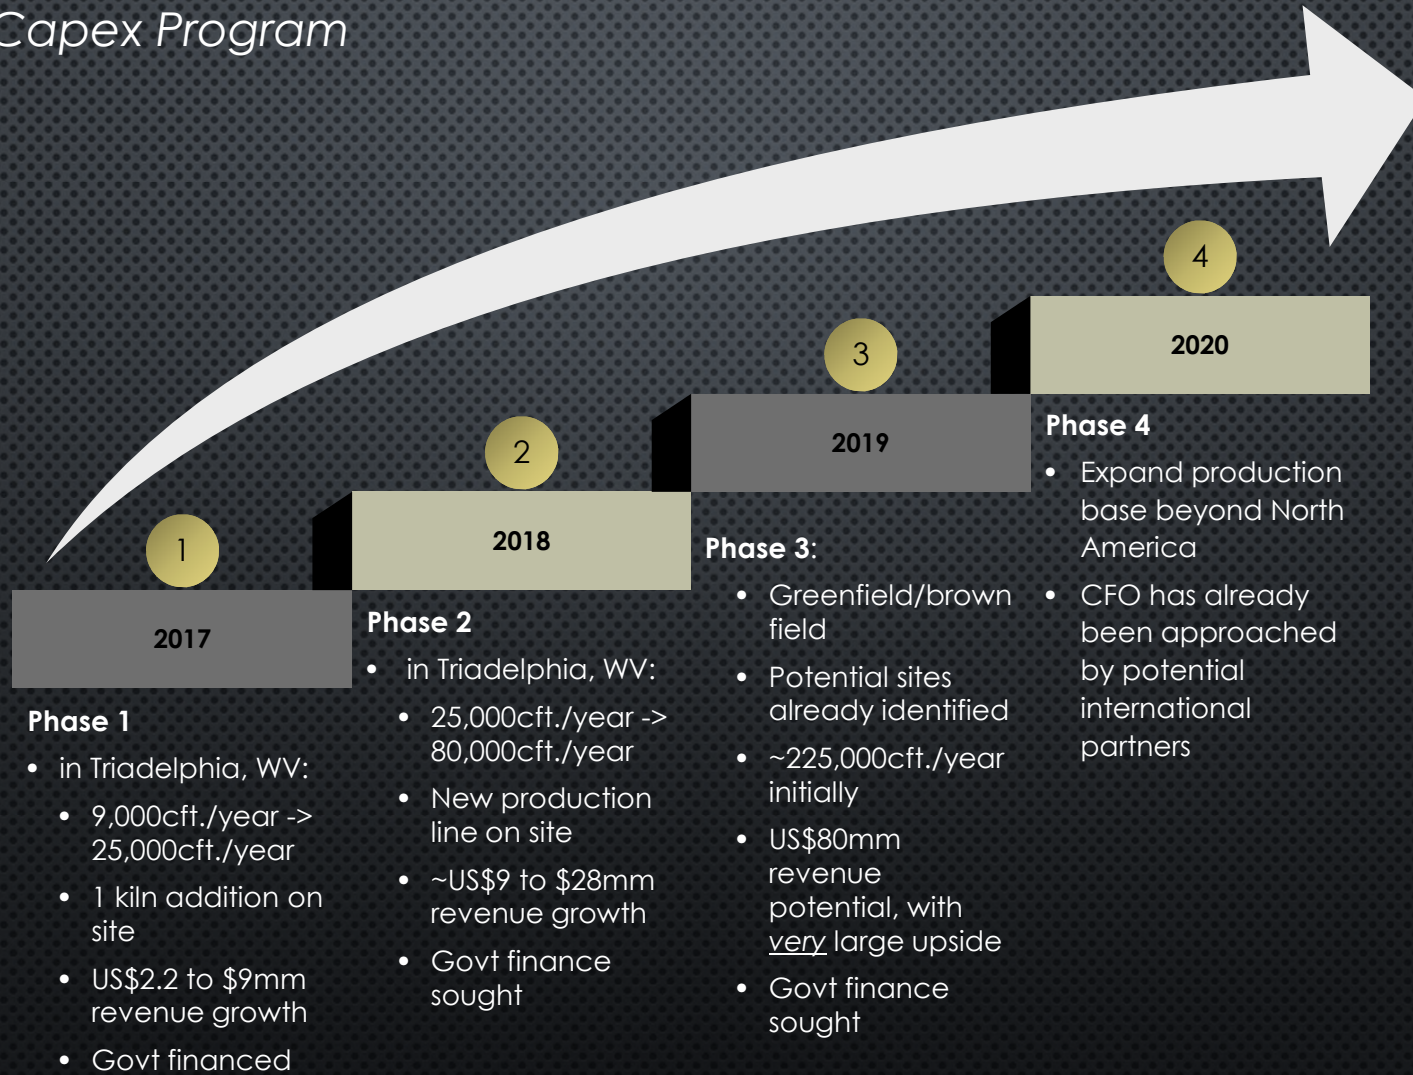 Capex Program
1
2017
Phase 1
• in Triadelphia, WV:
• 9,000cft./year ->
25,000cft./year
• 1 kiln addition on
site
• US$2.2 to $9mm
revenue growth
• Govt financed
2
2018
Phase 2
• in Triadelphia, WV:
• 25,000cft./year ->
80,000cft./year
• New production
line on site
• ~US$9 to $28mm
revenue growth
• Govt finance
sought
3
2019
Phase 3:
• Greenfield/brown
field
• Potential sites
already identified
• ~225,000cft./year
initially
• US$80mm
revenue
potential, with
very large upside
• Govt finance
sought
4
2020
Phase 4
• Expand production
base beyond North
America
• CFO has already
been approached
by potential
international
partners